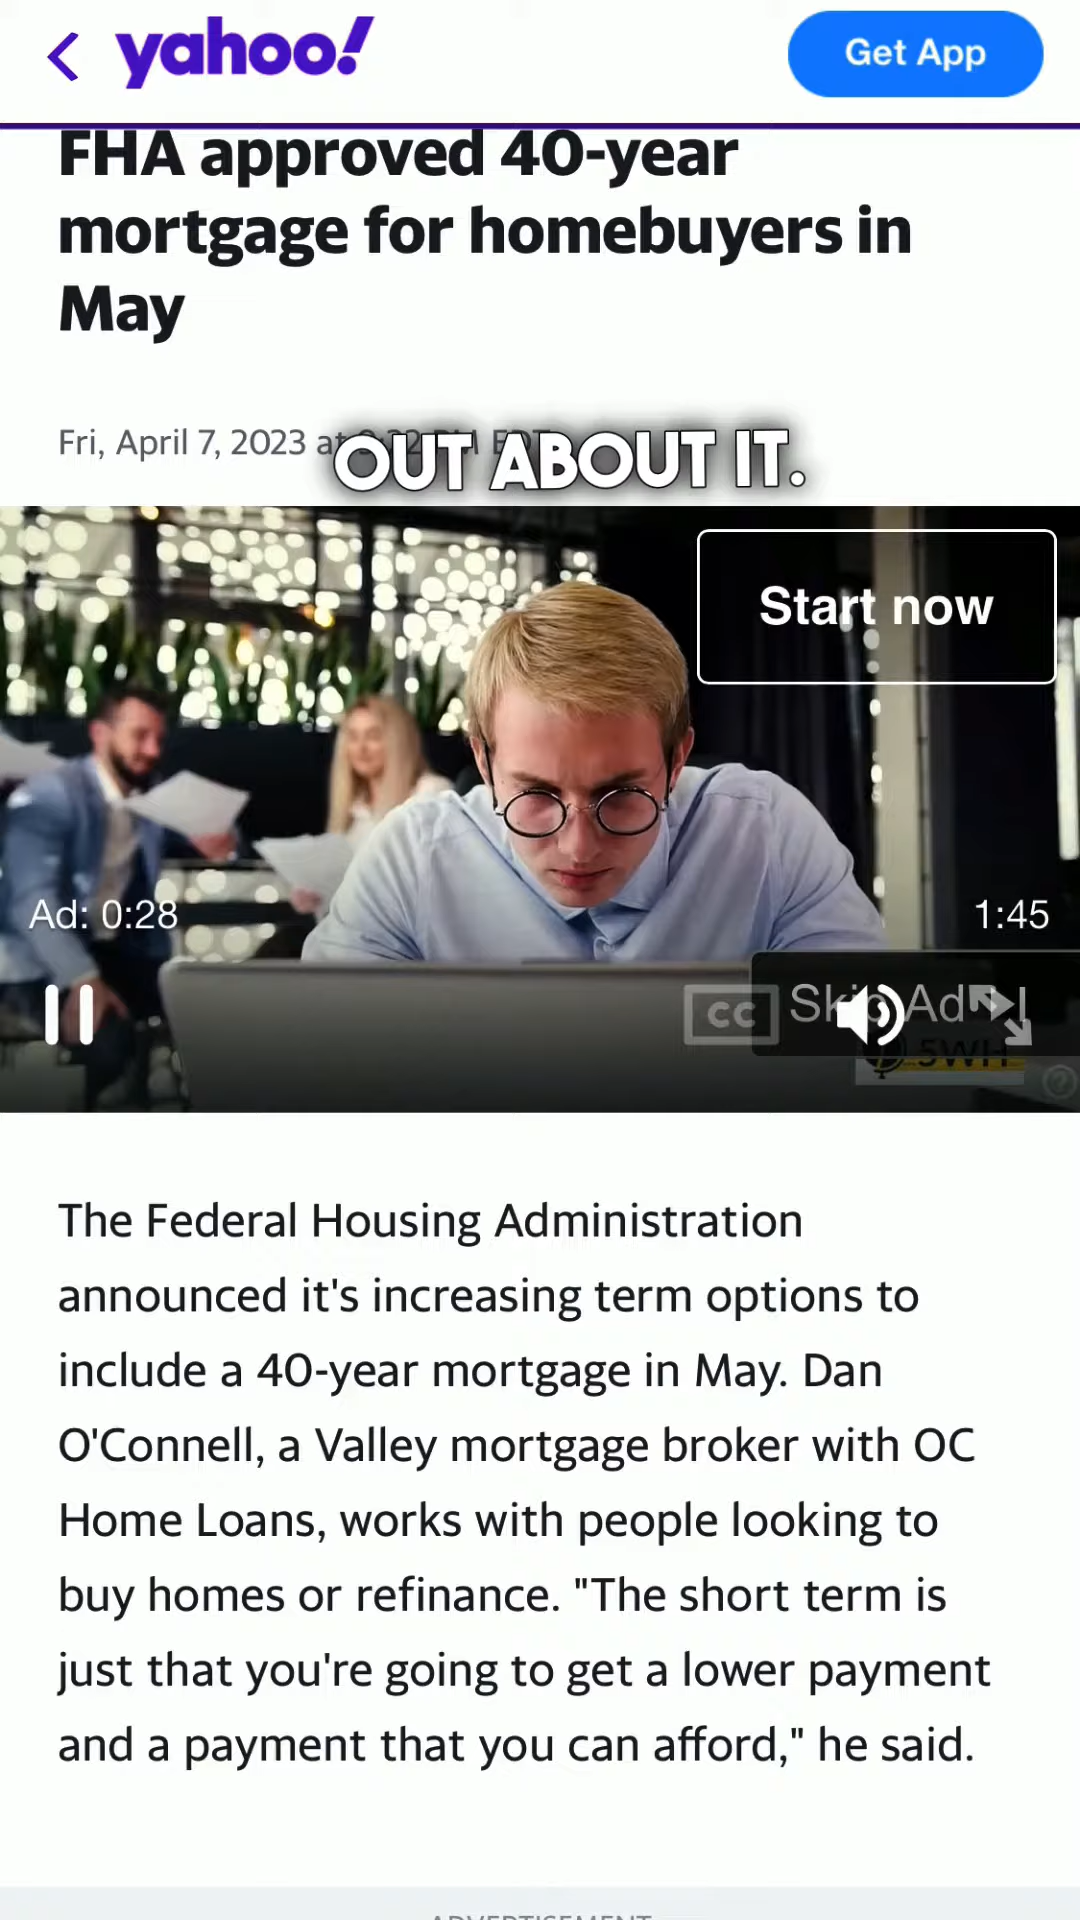 yahoo!
Get App
FHA approved 40-year
mortgage for homebuyers in
May
Fri, April 7, 2023 at
OUT ABOUT IT.
Start now
Ad: 0:28
1:45
CC
Skip Ad
5WH
The Federal Housing Administration
announced it's increasing term options to
include a 40-year mortgage in May. Dan
O'Connell, a Valley mortgage broker with OC
Home Loans, works with people looking to
buy homes or refinance. "The short term is
just that you're going to get a lower payment
and a payment that you can afford," he said.
ADVERTISEMENT